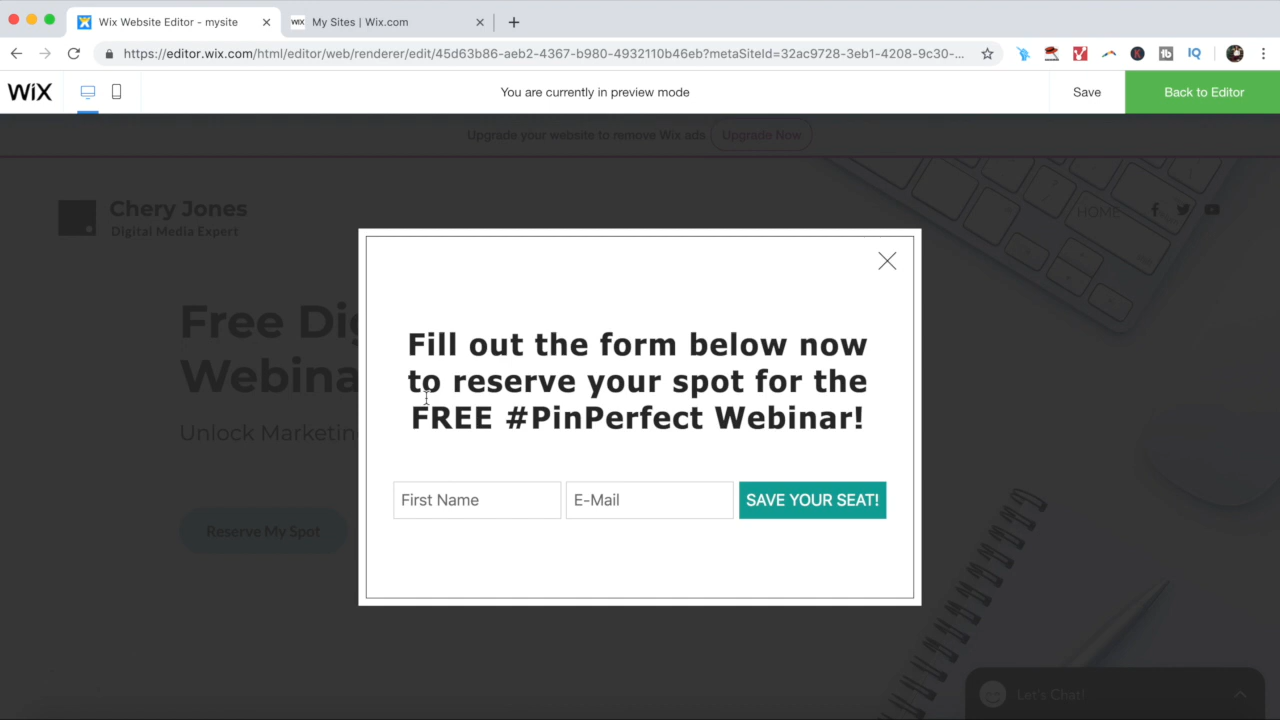 Wix Website Editor - mysite
WiX My Sites | Wix.com
https://editor.wix.com/html/editor/web/renderer/edit/45d63b86-aeb2-4367-b980-4932110b46eb?metaSiteId=32ac9728-3eb1-4208-9c30-...
WiX
You are currently in preview mode
Save
Back to Editor
Upgrade your website to remove Wix ads
Upgrade Now
Chery Jones
Digital Media Expert
HOME
Free Dig
Webina
Unlock Marketin
Reserve My Spot
Fill out the form below now
to reserve your spot for the
FREE #PinPerfect Webinar!
First Name
E-Mail
SAVE YOUR SEAT!
Let's Chat!